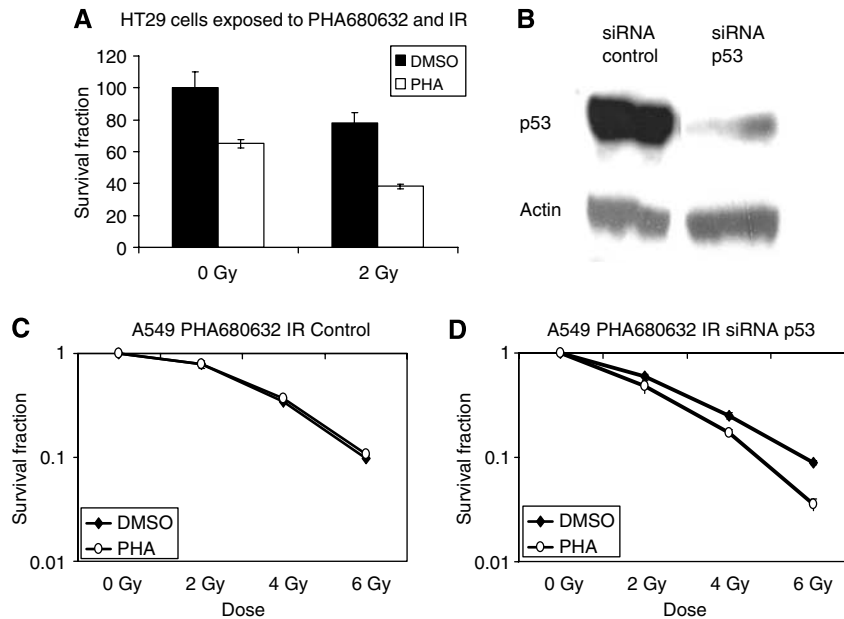 A
HT29 cells exposed to PHA680632 and IR
Survival fraction
120
100
80
60
40
20
0
DMSO
PHA
0 Gy
2 Gy
B
siRNA control
siRNA p53
p53
Actin
C
A549 PHA680632 IR Control
Survival fraction
1
0.1
0.01
DMSO
PHA
0 Gy
2 Gy
4 Gy
6 Gy
Dose
D
A549 PHA680632 IR siRNA p53
Survival fraction
1
0.1
0.01
DMSO
PHA
0 Gy
2 Gy
4 Gy
6 Gy
Dose